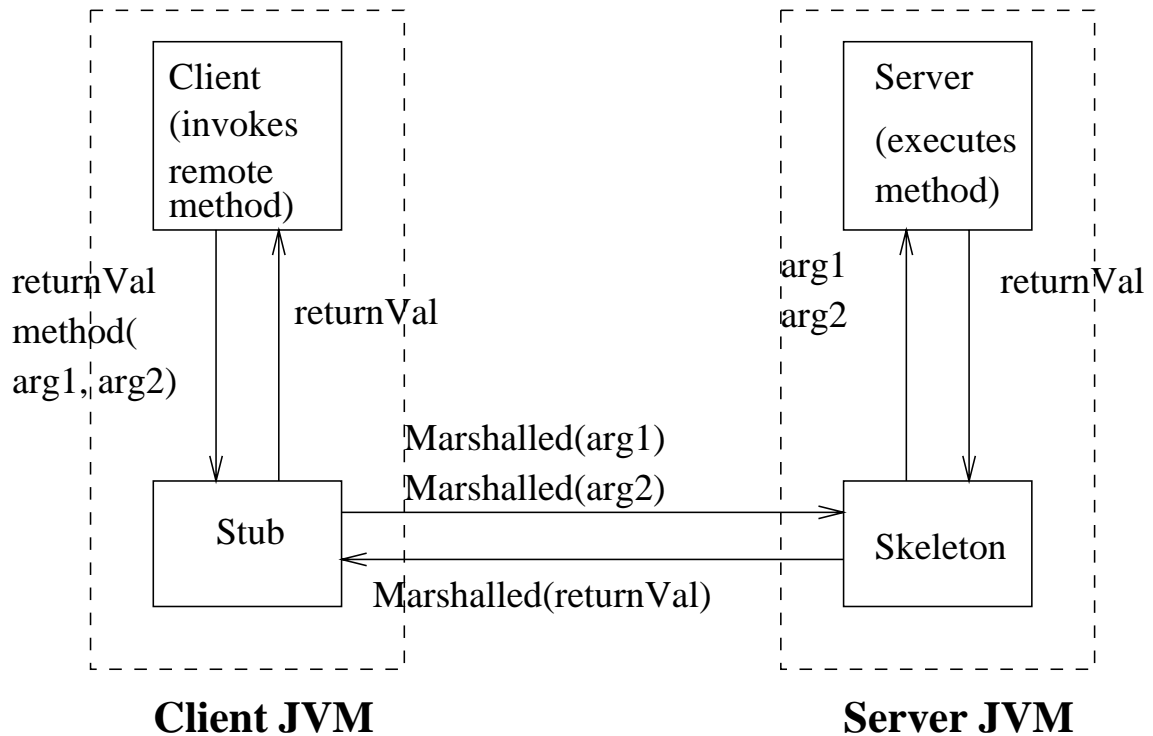 Client
(invokes
remote
method)
Server
(executes
method)
returnVal
method(
arg1, arg2)
returnVal
arg1
arg2
returnVal
Marshalled(arg1)
Marshalled(arg2)
Stub
Skeleton
Marshalled(returnVal)
Client JVM
Server JVM